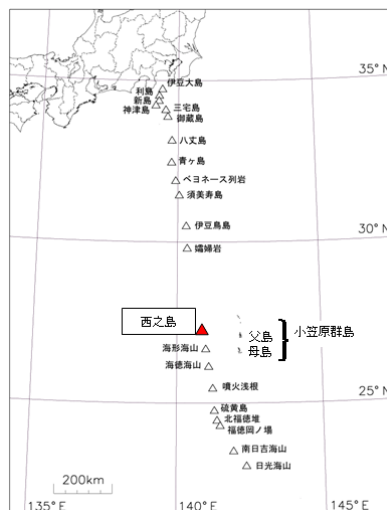 35°N
伊豆大島
利島
新島
神津島
三宅島
御蔵島
八丈島
青ヶ島
ベヨネース列岩
須美寿島
伊豆鳥島
30°N
孀婦岩
西之島
父島
母島
小笠原群島
海形海山
海徳海山
噴火浅根
25°N
硫黄島
北福徳堆
福徳岡ノ場
南日吉海山
日光海山
200km
135°E
140°E
145°E